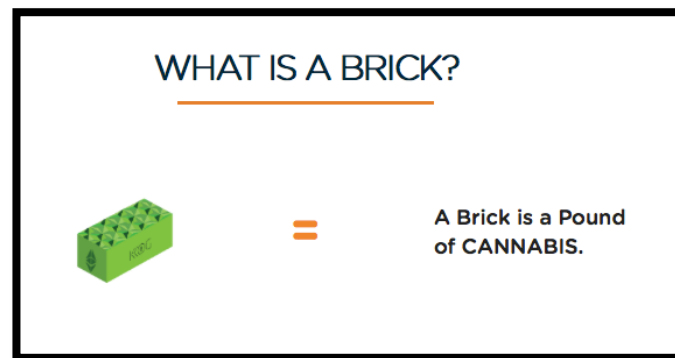 WHAT IS A BRICK?
=
A Brick is a Pound
of CANNABIS.